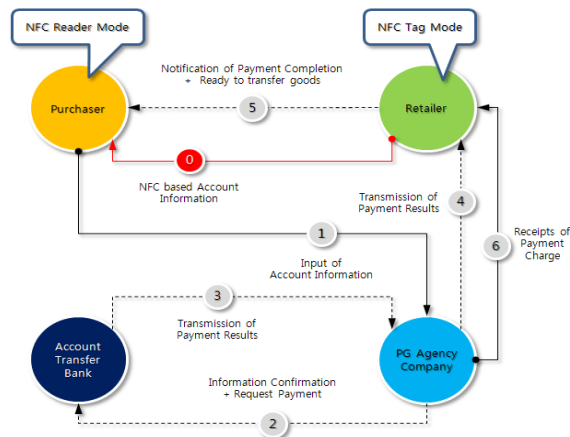 NFC Reader Mode
NFC Tag Mode
Notification of Payment Completion
+ Ready to transfer goods
Purchaser
5
Retailer
0
NFC based Account
Information
Transmission of
Payment Results
4
1
6
Receipts of
Payment
Charge
Input of
Account Information
3
Transmission of
Payment Results
Account
Transfer
Bank
PG Agency
Company
Information Confirmation
+ Request Payment
2